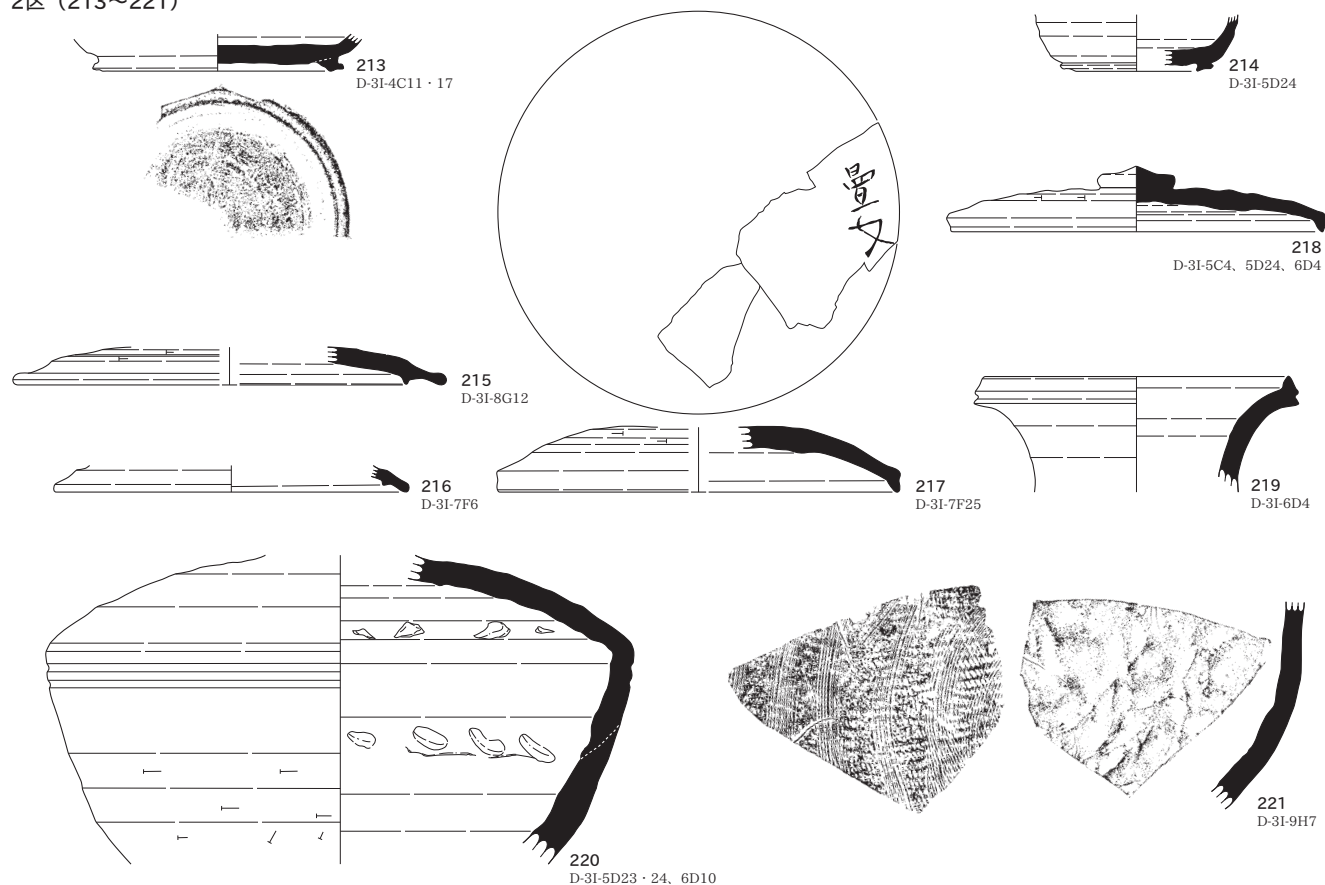 2区（213〜221）
213
D-3I-4C11・17
214
D-3I-5D24
218
D-3I-5C4、5D24、6D4
215
D-3I-8G12
216
D-3I-7F6
217
D-3I-7F25
219
D-3I-6D4
220
D-3I-5D23・24、6D10
221
D-3I-9H7